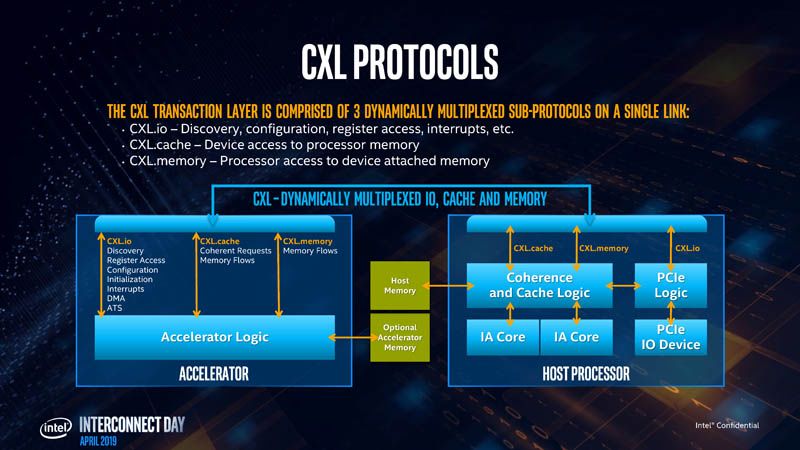 CXL PROTOCOLS
THE CXL TRANSACTION LAYER IS COMPRISED OF 3 DYNAMICALLY MULTIPLEXED SUB-PROTOCOLS ON A SINGLE LINK:
· CXL.io – Discovery, configuration, register access, interrupts, etc.
· CXL.cache – Device access to processor memory
· CXL.memory – Processor access to device attached memory
CXL – DYNAMICALLY MULTIPLEXED IO, CACHE AND MEMORY
CXL.io
Discovery
Register Access
Configuration
Initialization
Interrupts
DMA
ATS
CXL.cache
Coherent Requests
Memory Flows
CXL.memory
Memory Flows
Accelerator Logic
ACCELERATOR
Host
Memory
Optional
Accelerator
Memory
CXL.cache
CXL.memory
CXL.io
Coherence
and Cache Logic
PCIe
Logic
IA Core
IA Core
PCIe
IO Device
HOST PROCESSOR
intel
INTERCONNECT DAY
APRIL 2019
Intel® Confidential